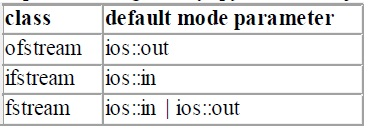 class default mode parameter
ofstream ios::out
ifstream ios::in
fstream ios::in | ios::out